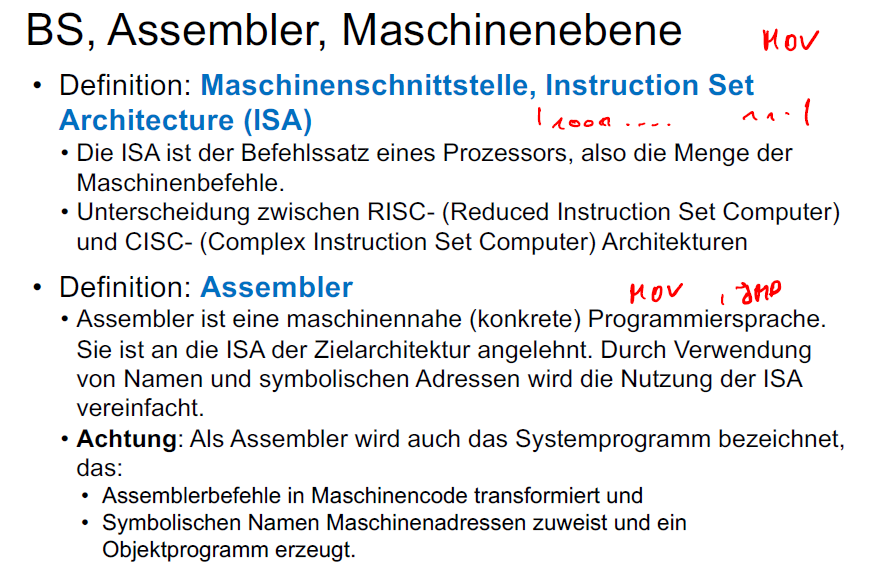 BS, Assembler, Maschinenebene
MOV
• Definition: Maschinenschnittstelle, Instruction Set
Architecture (ISA)
• Die ISA ist der Befehlssatz eines Prozessors, also die Menge der
Maschinenbefehle.
• Unterscheidung zwischen RISC- (Reduced Instruction Set Computer)
und CISC- (Complex Instruction Set Computer) Architekturen
• Definition: Assembler
MOV , JMP
• Assembler ist eine maschinennahe (konkrete) Programmiersprache.
Sie ist an die ISA der Zielarchitektur angelehnt. Durch Verwendung
von Namen und symbolischen Adressen wird die Nutzung der ISA
vereinfacht.
• Achtung: Als Assembler wird auch das Systemprogramm bezeichnet,
das:
• Assemblerbefehle in Maschinencode transformiert und
• Symbolischen Namen Maschinenadressen zuweist und ein
Objektprogramm erzeugt.